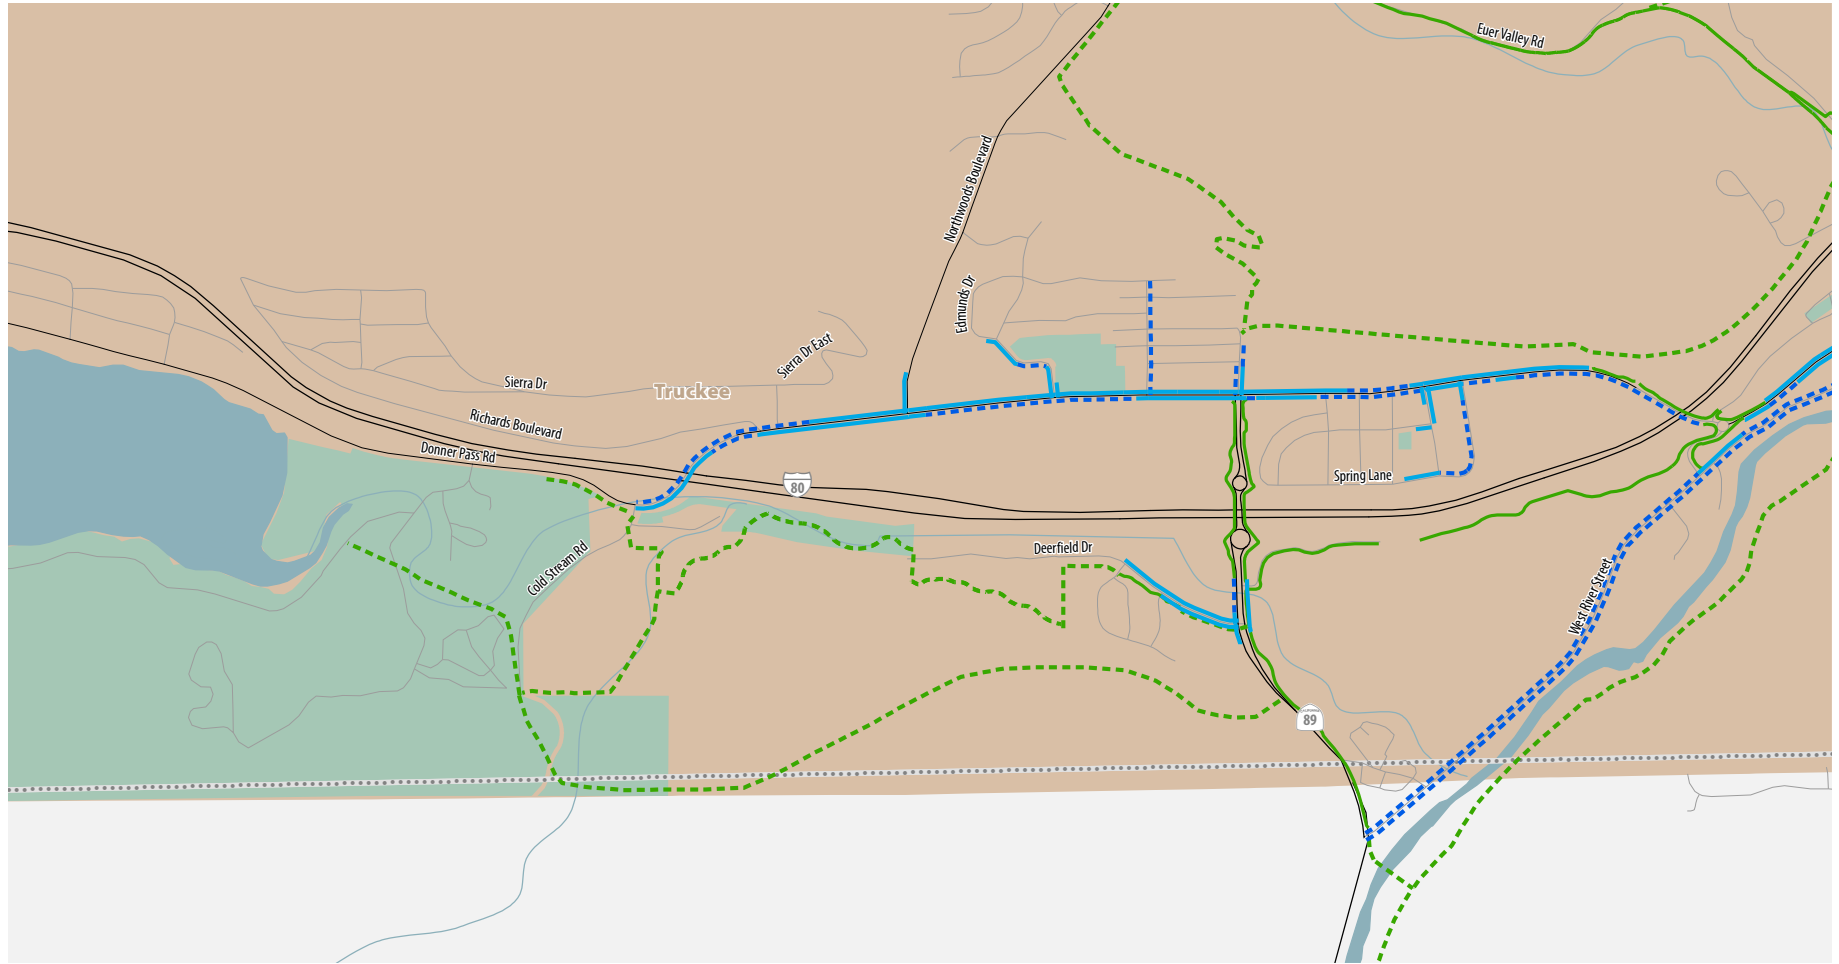 Euer Valley Rd
Northwoods Boulevard
Edmunds Dr
Sierra Dr East
Sierra Dr
Truckee
Richards Boulevard
Donner Pass Rd
80
Spring Lane
Deerfield Dr
Cold Stream Rd
West River Street
89